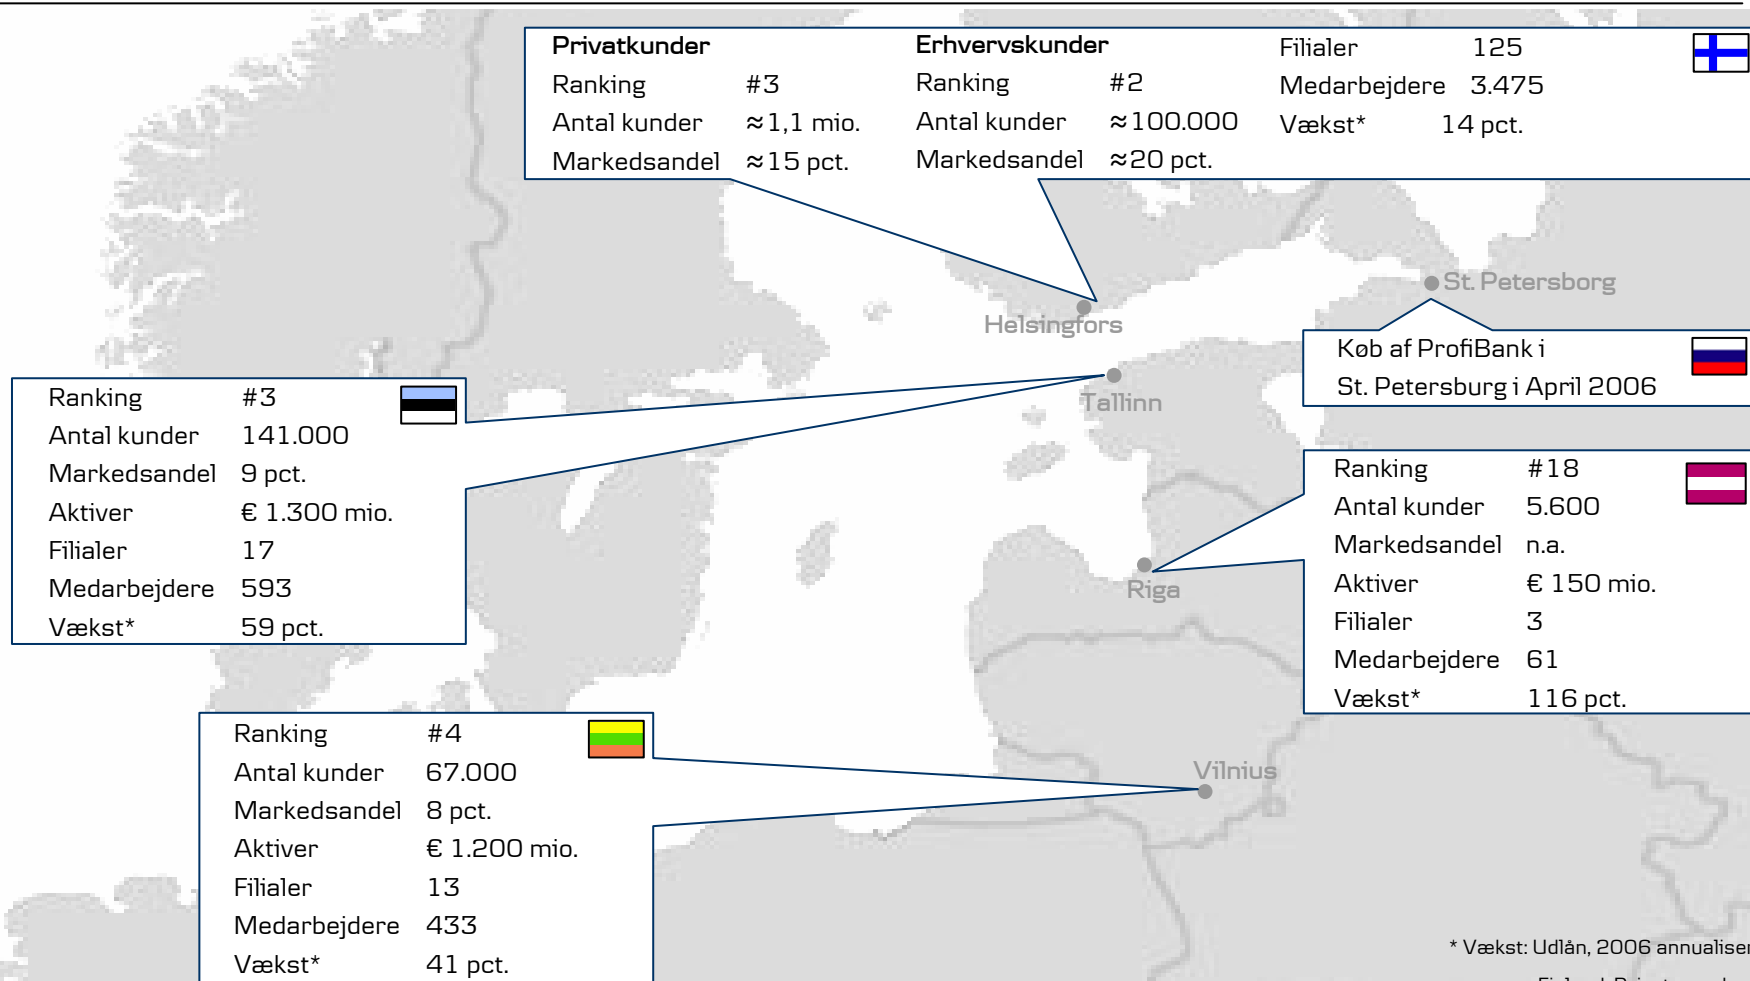 Privatkunder
Ranking #3
Antal kunder ≈1,1 mio.
Markedsandel ≈15 pct.
Erhvervskunder
Ranking #2
Antal kunder ≈100.000
Markedsandel ≈20 pct.
Filialer 125
Medarbejdere 3.475
Vækst* 14 pct.
St. Petersborg
Helsingfors
Køb af ProfiBank i
St. Petersburg i April 2006
Tallinn
Ranking #3
Antal kunder 141.000
Markedsandel 9 pct.
Aktiver € 1.300 mio.
Filialer 17
Medarbejdere 593
Vækst* 59 pct.
Ranking #18
Antal kunder 5.600
Markedsandel n.a.
Aktiver € 150 mio.
Filialer 3
Medarbejdere 61
Vækst* 116 pct.
Riga
Ranking #4
Antal kunder 67.000
Markedsandel 8 pct.
Aktiver € 1.200 mio.
Filialer 13
Medarbejdere 433
Vækst* 41 pct.
Vilnius
* Vækst: Udlån, 2006 annualiser